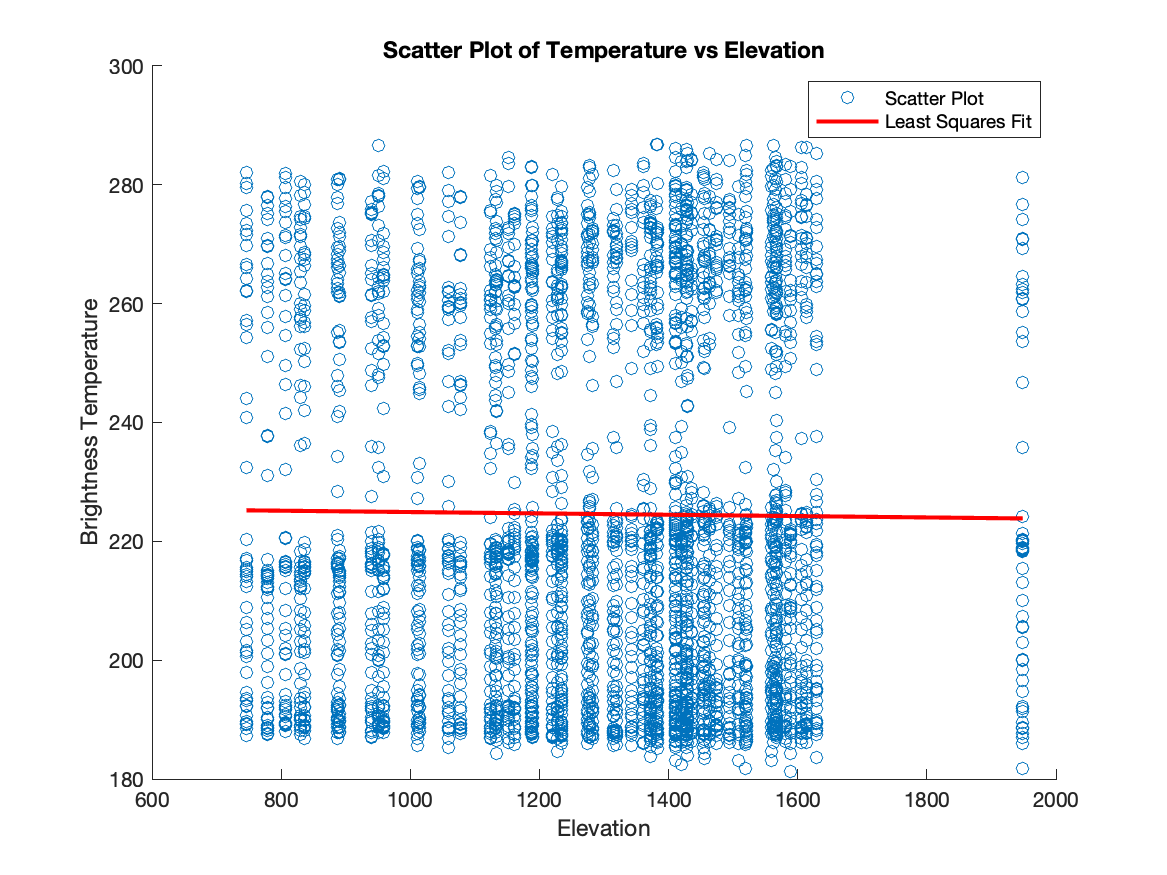 Scatter Plot of Temperature vs Elevation
300
280
260
240
220
200
180
Brightness Temperature
Scatter Plot
Least Squares Fit
600 800 1000 1200 1400 1600 1800 2000
Elevation